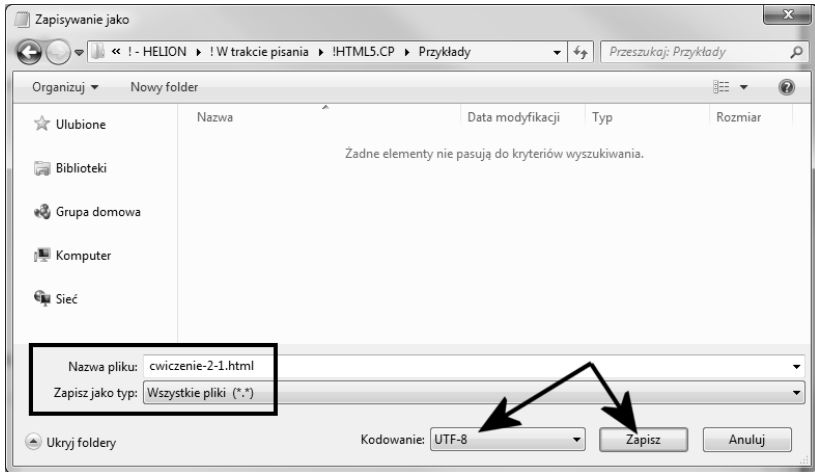 Zapisywanie jako
« ! - HELION ▸ ! W trakcie pisania ▸ !HTML5.CP ▸ Przykłady
Przeszukaj: Przykłady
Organizuj Nowy folder
Ulubione
Biblioteki
Grupa domowa
Komputer
Sieć
Nazwa Data modyfikacji Typ Rozmiar
Żadne elementy nie pasują do kryteriów wyszukiwania.
Nazwa pliku: cwiczenie-2-1.html
Zapisz jako typ: Wszystkie pliki (*.*)
Ukryj foldery Kodowanie: UTF-8 Zapisz Anuluj